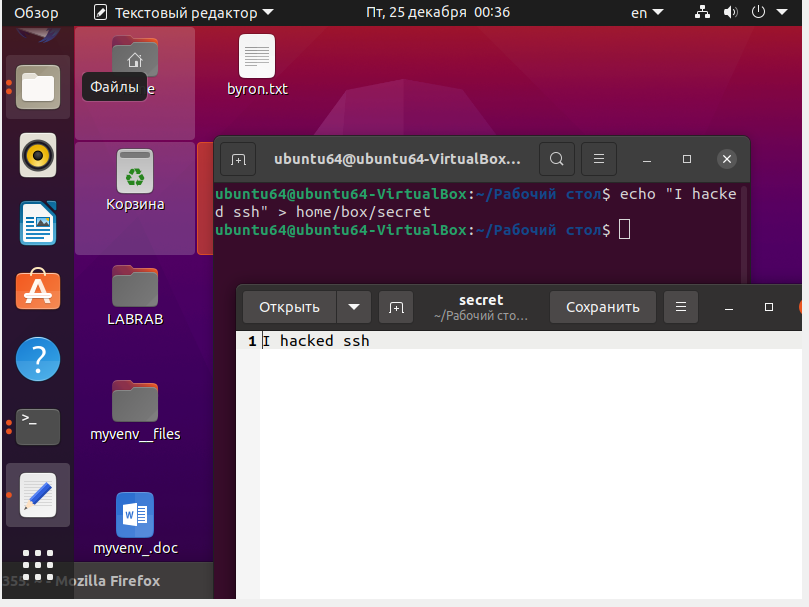 Обзор
Текстовый редактор
Пт, 25 декабря 00:36
en
Файлы
byron.txt
Корзина
LABRAB
myvenv__files
myvenv_.doc
Mozilla Firefox
ubuntu64@ubuntu64-VirtualBox...
ubuntu64@ubuntu64-VirtualBox:~/Рабочий стол$ echo "I hacke
d ssh" > home/box/secret
ubuntu64@ubuntu64-VirtualBox:~/Рабочий стол$
Открыть
secret
~/Рабочий сто...
Сохранить
1 I hacked ssh